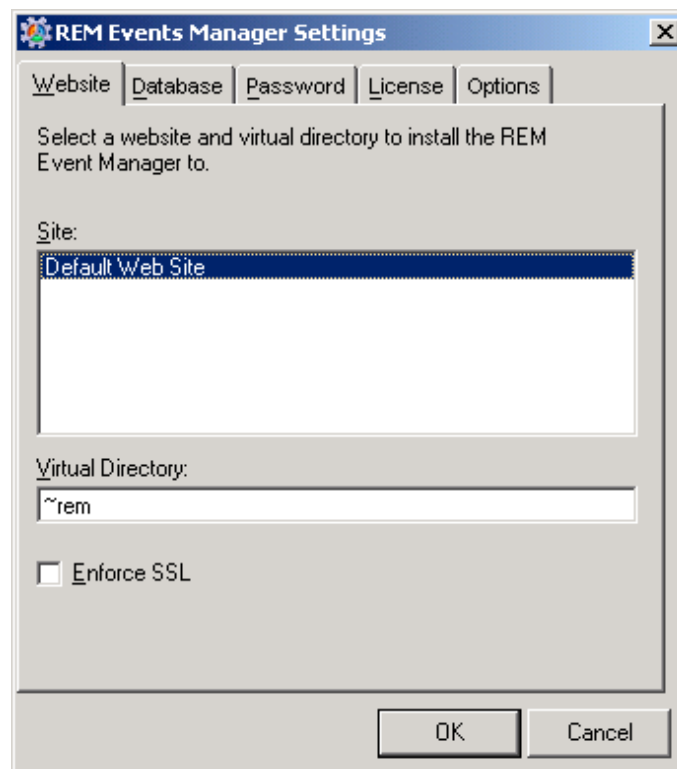 REM Events Manager Settings
Website Database Password License Options
Select a website and virtual directory to install the REM
Event Manager to.
Site:
Default Web Site
Virtual Directory:
~rem
Enforce SSL
OK Cancel